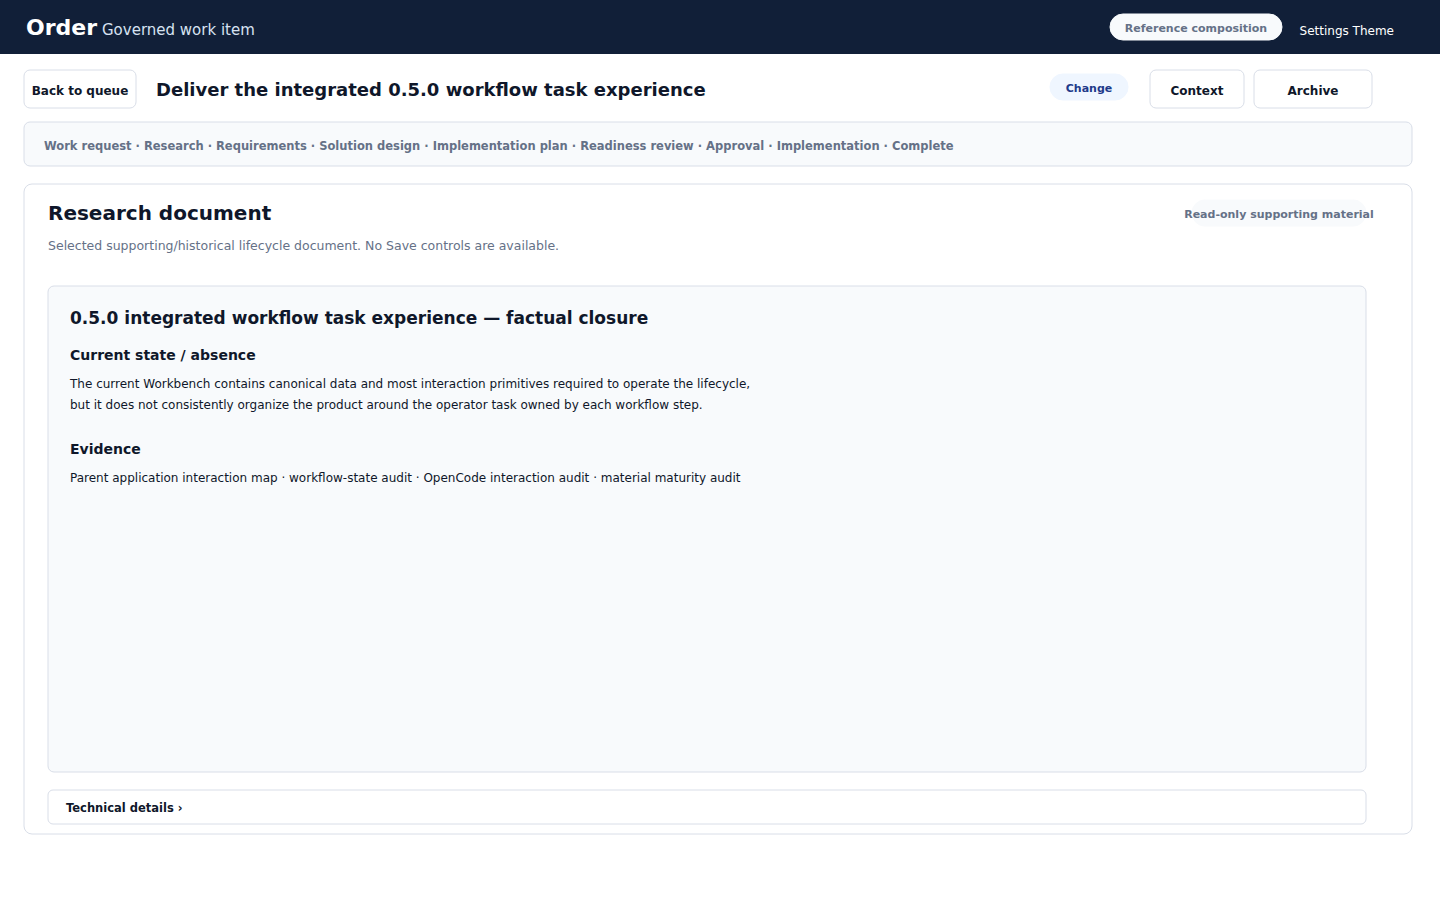 Order Governed work item
Reference composition
Settings Theme
Back to queue
Deliver the integrated 0.5.0 workflow task experience
Change
Context
Archive
Work request · Research · Requirements · Solution design · Implementation plan · Readiness review · Approval · Implementation · Complete
Research document
Read-only supporting material
Selected supporting/historical lifecycle document. No Save controls are available.
0.5.0 integrated workflow task experience — factual closure
Current state / absence
The current Workbench contains canonical data and most interaction primitives required to operate the lifecycle,
but it does not consistently organize the product around the operator task owned by each workflow step.
Evidence
Parent application interaction map · workflow-state audit · OpenCode interaction audit · material maturity audit
Technical details ›